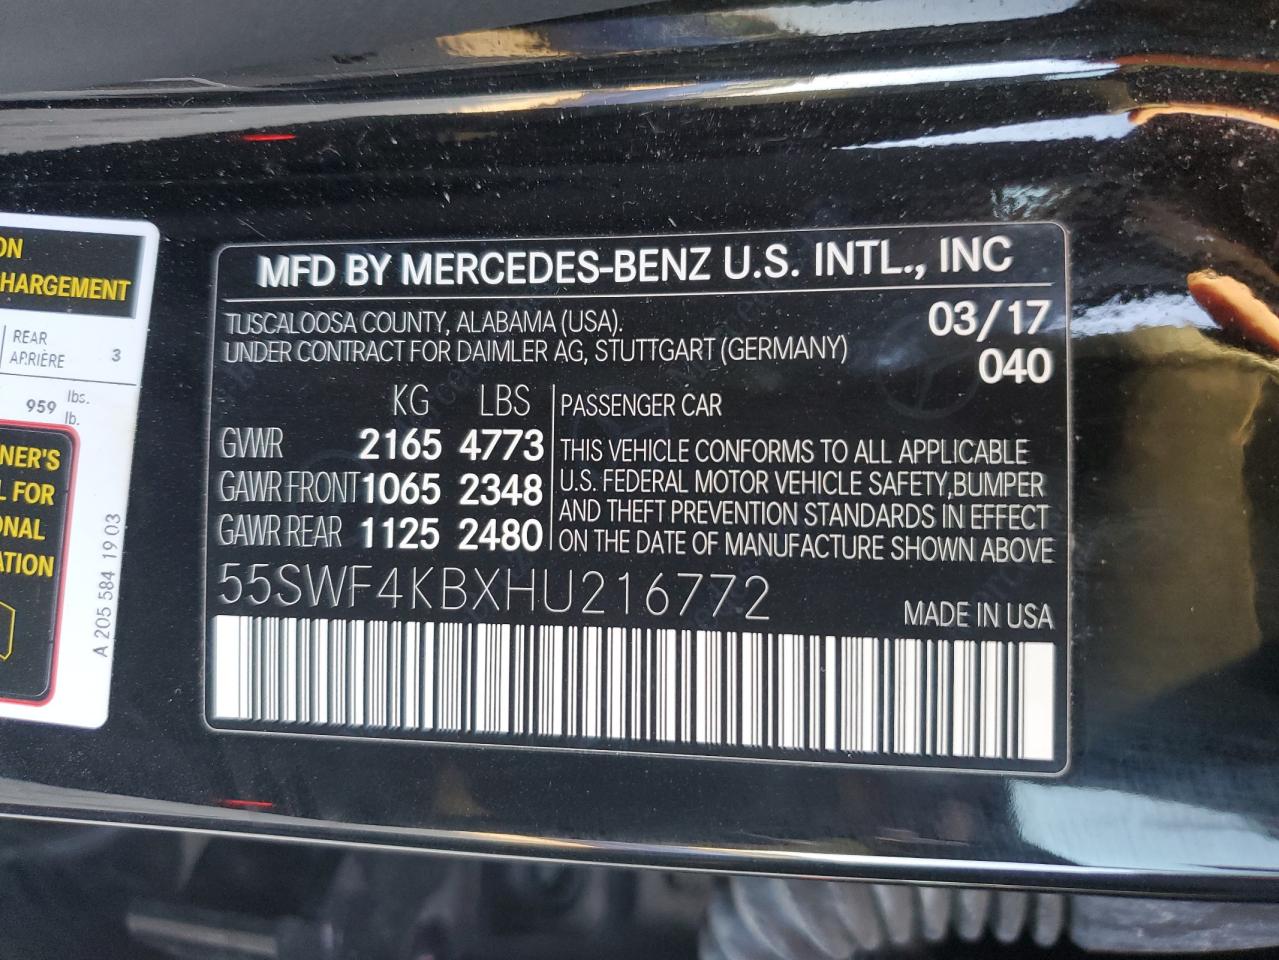 ON
HARGEMENT
REAR
ARRIÈRE 3
959 lbs.
lb.
NER'S
L FOR
ONAL
ATION
A 205 584 19 03
MFD BY MERCEDES-BENZ U.S. INTL., INC
TUSCALOOSA COUNTY, ALABAMA (USA). 03/17
UNDER CONTRACT FOR DAIMLER AG, STUTTGART (GERMANY) 040
KG LBS
GVWR 2165 4773
GAWR FRONT 1065 2348
GAWR REAR 1125 2480
PASSENGER CAR
THIS VEHICLE CONFORMS TO ALL APPLICABLE
U.S. FEDERAL MOTOR VEHICLE SAFETY, BUMPER
AND THEFT PREVENTION STANDARDS IN EFFECT
ON THE DATE OF MANUFACTURE SHOWN ABOVE
55SWF4KBXHU216772
MADE IN USA